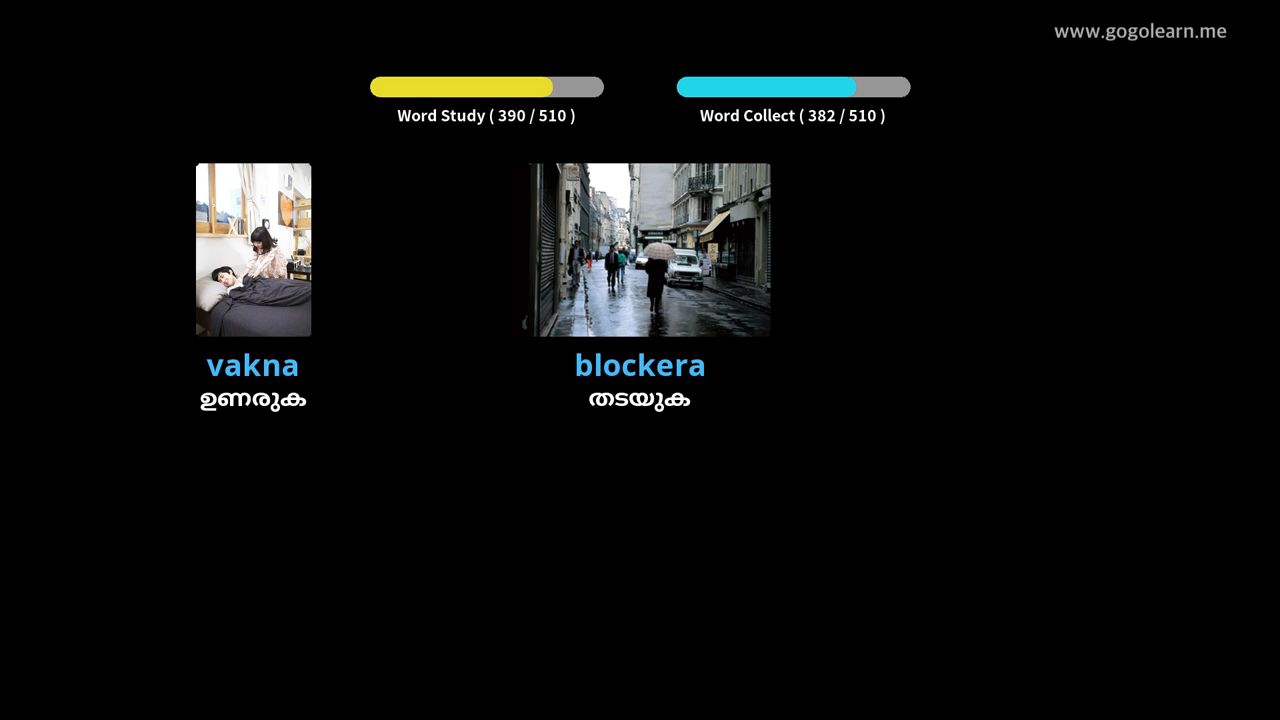 www.gogolearn.me
Word Study ( 390 / 510 )
Word Collect ( 382 / 510 )
vakna
ഉണരുക
blockera
തടയുക